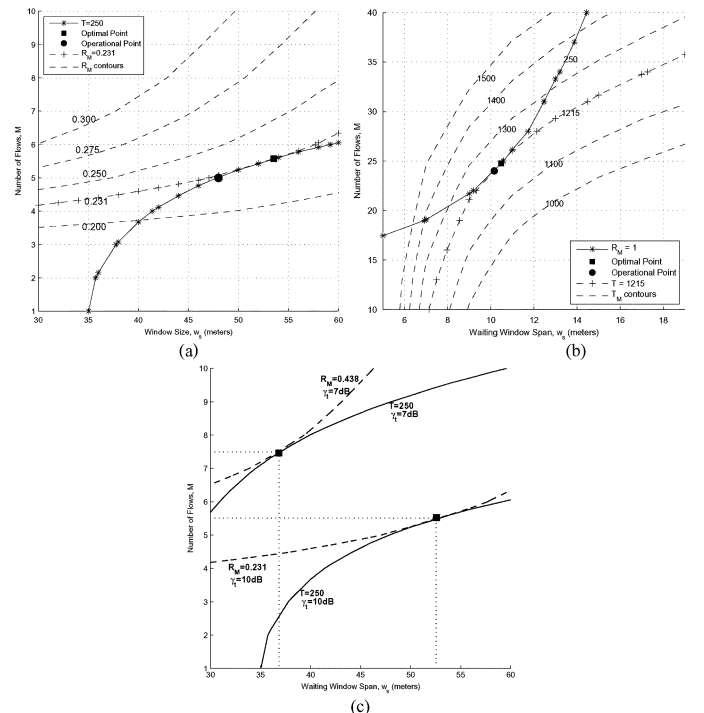 10
9
8
7
6
5
4
3
2
1
Number of Flows, M
T=250
Optimal Point
Operational Point
R_M=0.231
R_M contours
0.300
0.275
0.250
0.231
0.200
30 35 40 45 50 55 60
Window Size, w_s (meters)
(a)
40
35
30
25
20
15
10
Number of Flows, M
1500
1400
1300
250
1215
1100
1000
R_M = 1
Optimal Point
Operational Point
T = 1215
T_M contours
6 8 10 12 14 16 18
Waiting Window Span, w_s (meters)
(b)
10
9
8
7
6
5
4
3
2
1
Number of Flows, M
R_M=0.438
γ_t=7dB
T=250
γ_t=7dB
R_M=0.231
γ_t=10dB
T=250
γ_t=10dB
30 35 40 45 50 55 60
Waiting Window Span, w_s (meters)
(c)